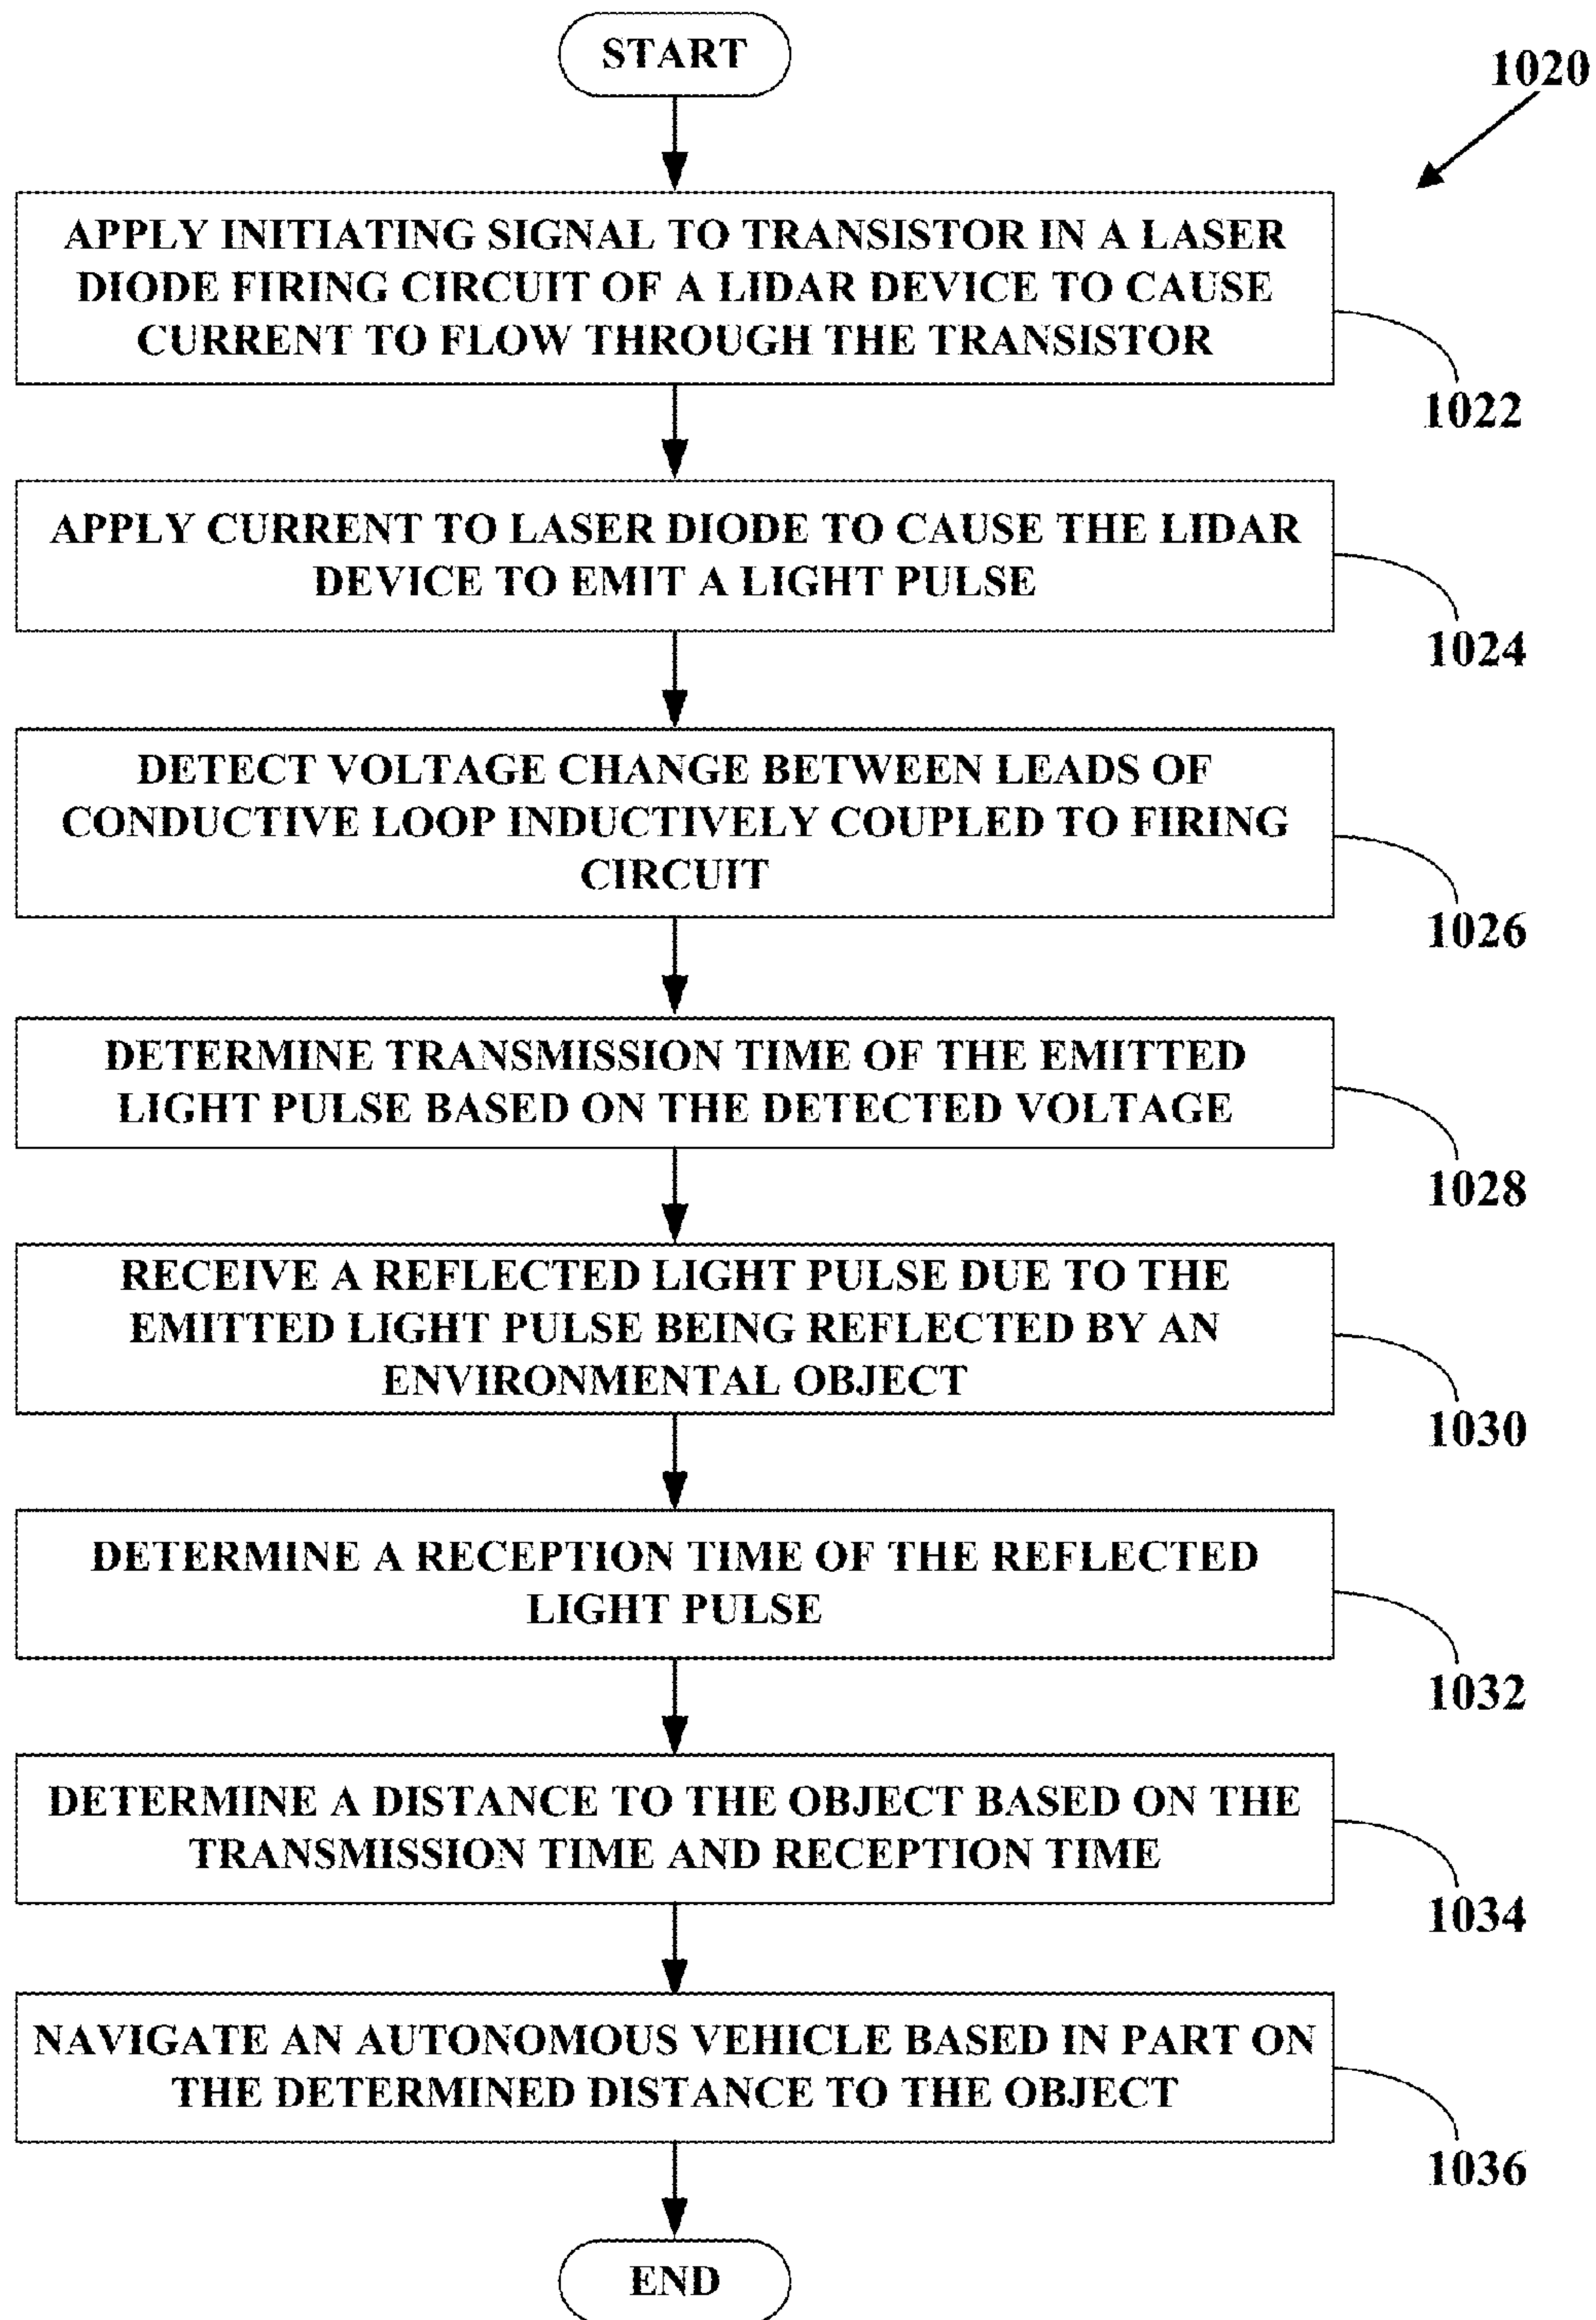 START
1020
APPLY INITIATING SIGNAL TO TRANSISTOR IN A LASER
DIODE FIRING CIRCUIT OF A LIDAR DEVICE TO CAUSE
CURRENT TO FLOW THROUGH THE TRANSISTOR
1022
APPLY CURRENT TO LASER DIODE TO CAUSE THE LIDAR
DEVICE TO EMIT A LIGHT PULSE
1024
DETECT VOLTAGE CHANGE BETWEEN LEADS OF
CONDUCTIVE LOOP INDUCTIVELY COUPLED TO FIRING
CIRCUIT
1026
DETERMINE TRANSMISSION TIME OF THE EMITTED
LIGHT PULSE BASED ON THE DETECTED VOLTAGE
1028
RECEIVE A REFLECTED LIGHT PULSE DUE TO THE
EMITTED LIGHT PULSE BEING REFLECTED BY AN
ENVIRONMENTAL OBJECT
1030
DETERMINE A RECEPTION TIME OF THE REFLECTED
LIGHT PULSE
1032
DETERMINE A DISTANCE TO THE OBJECT BASED ON THE
TRANSMISSION TIME AND RECEPTION TIME
1034
NAVIGATE AN AUTONOMOUS VEHICLE BASED IN PART ON
THE DETERMINED DISTANCE TO THE OBJECT
1036
END